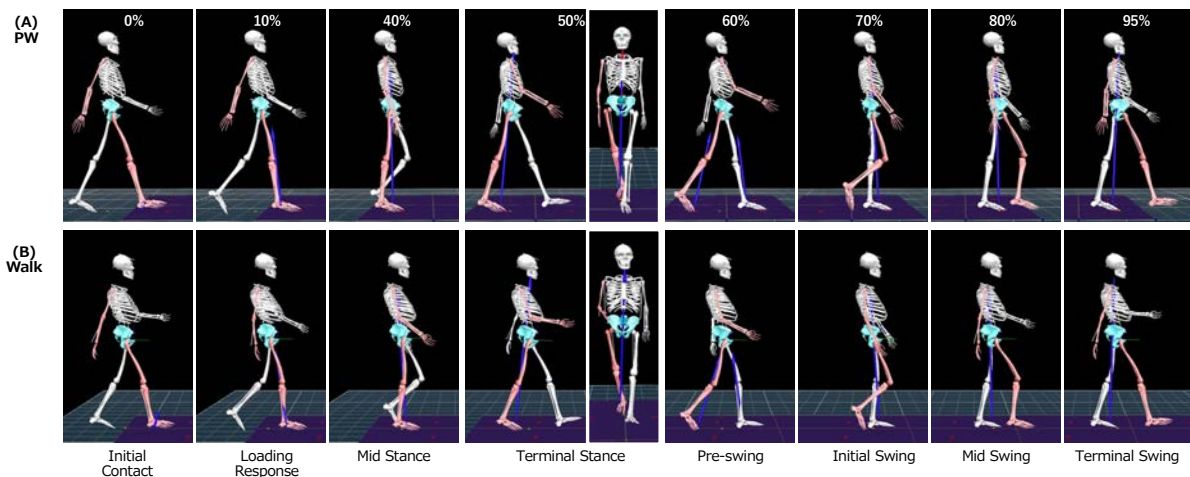 (A)
PW
0%
10%
40%
50%
60%
70%
80%
95%
(B)
Walk
Initial
Contact
Loading
Response
Mid Stance
Terminal Stance
Pre-swing
Initial Swing
Mid Swing
Terminal Swing